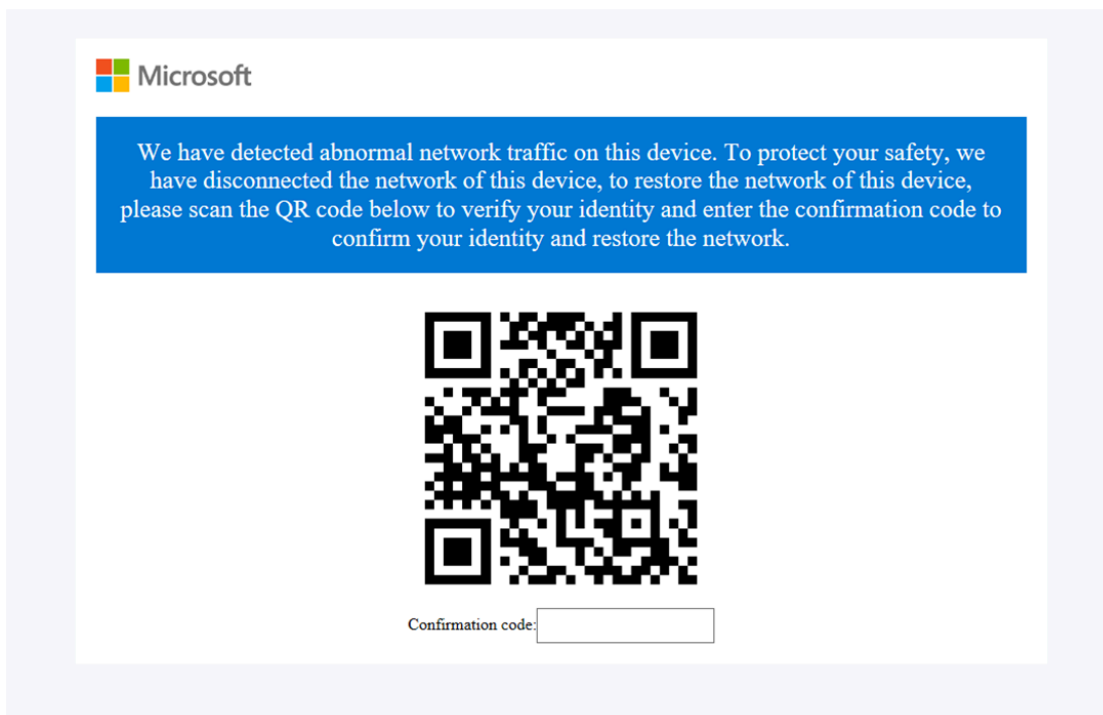 Microsoft
We have detected abnormal network traffic on this device. To protect your safety, we
have disconnected the network of this device, to restore the network of this device,
please scan the QR code below to verify your identity and enter the confirmation code to
confirm your identity and restore the network.
Confirmation code: